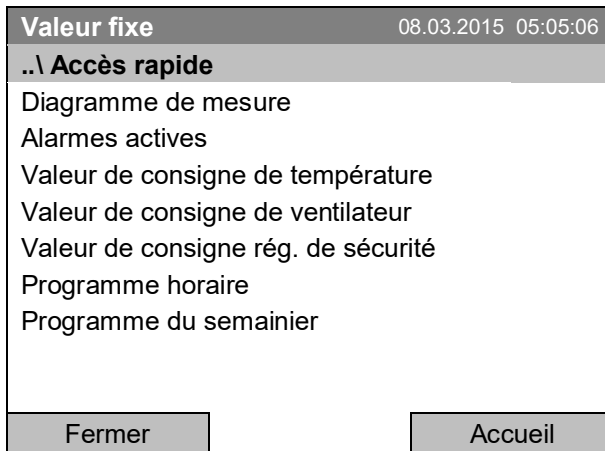 Valeur fixe 08.03.2015 05:05:06
..\ Accès rapide
Diagramme de mesure
Alarmes actives
Valeur de consigne de température
Valeur de consigne de ventilateur
Valeur de consigne rég. de sécurité
Programme horaire
Programme du semainier
Fermer Accueil